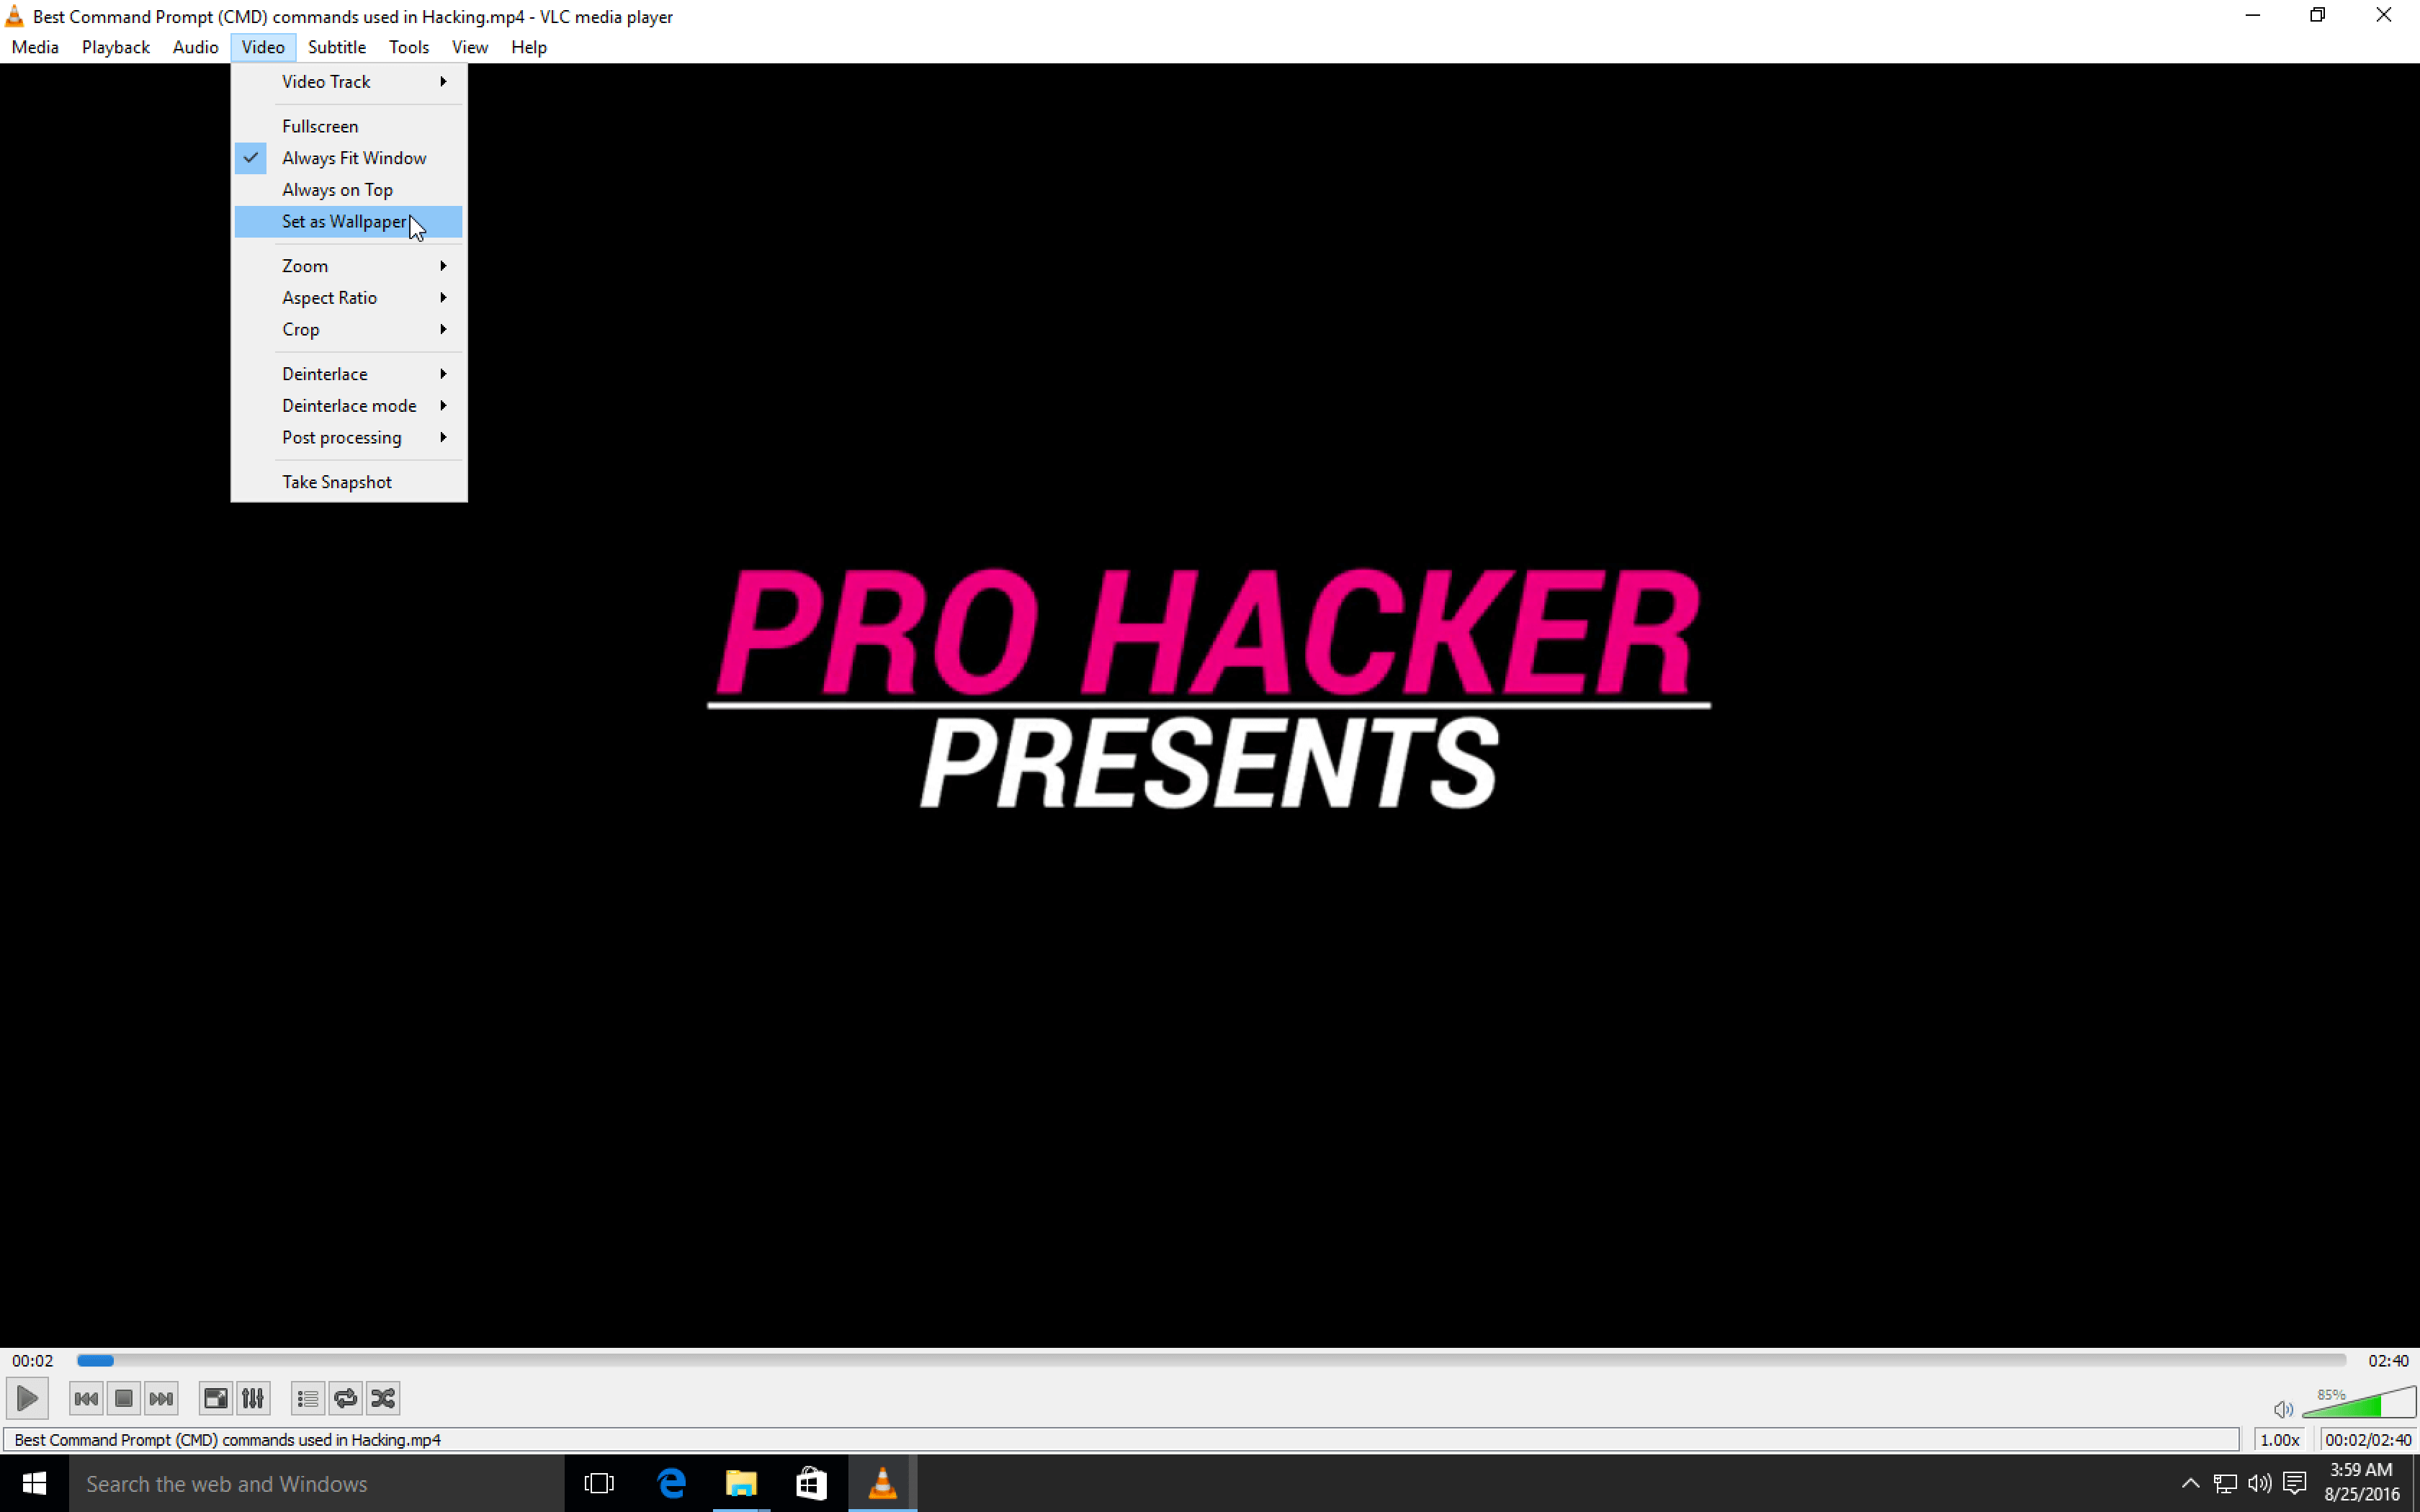 Best Command Prompt (CMD) commands used in Hacking.mp4 - VLC media player
Media Playback Audio Video Subtitle Tools View Help
Video Track
Fullscreen
Always Fit Window
Always on Top
Set as Wallpaper
Zoom
Aspect Ratio
Crop
Deinterlace
Deinterlace mode
Post processing
Take Snapshot
PRO HACKER
PRESENTS
00:02 02:40
85%
Best Command Prompt (CMD) commands used in Hacking.mp4 1.00x 00:02/02:40
Search the web and Windows
3:59 AM
8/25/2016